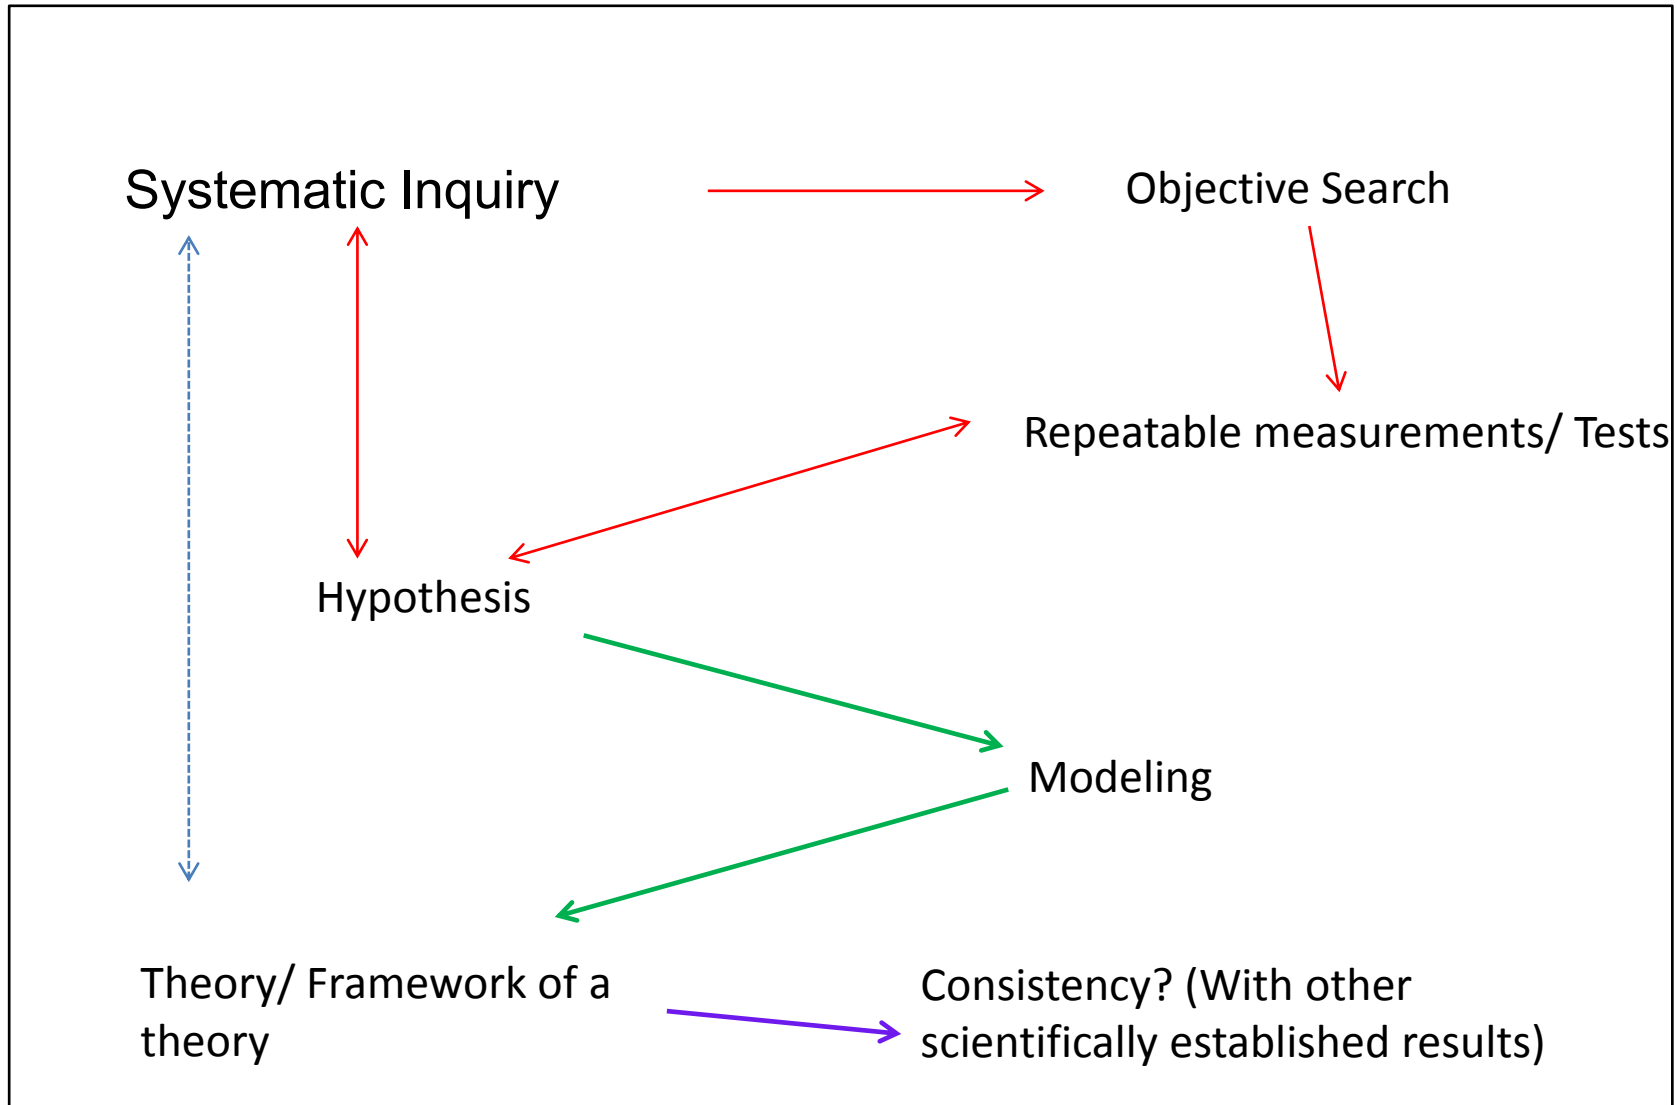 Systematic Inquiry
Objective Search
Repeatable measurements/ Tests
Hypothesis
Modeling
Theory/ Framework of a
theory
Consistency? (With other
scientifically established results)